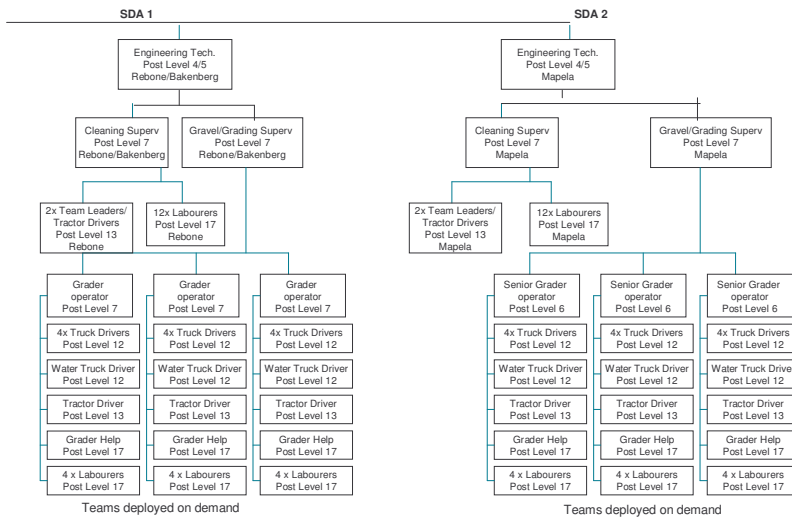 SDA 1
SDA 2
Engineering Tech.
Post Level 4/5
Rebone/Bakenberg
Engineering Tech.
Post Level 4/5
Mapela
Cleaning Superv
Post Level 7
Rebone/Bakenberg
Gravel/Grading Superv
Post Level 7
Rebone/Bakenberg
Cleaning Superv
Post Level 7
Mapela
Gravel/Grading Superv
Post Level 7
Mapela
2x Team Leaders/
Tractor Drivers
Post Level 13
Rebone
12x Labourers
Post Level 17
Rebone
2x Team Leaders/
Tractor Drivers
Post Level 13
Mapela
12x Labourers
Post Level 17
Mapela
Grader
operator
Post Level 7
Grader
operator
Post Level 7
Grader
operator
Post Level 7
Senior Grader
operator
Post Level 6
Senior Grader
operator
Post Level 6
Senior Grader
operator
Post Level 6
4x Truck Drivers
Post Level 12
4x Truck Drivers
Post Level 12
4x Truck Drivers
Post Level 12
4x Truck Drivers
Post Level 12
4x Truck Drivers
Post Level 12
4x Truck Drivers
Post Level 12
Water Truck Driver
Post Level 12
Water Truck Driver
Post Level 12
Water Truck Driver
Post Level 12
Water Truck Driver
Post Level 12
Water Truck Driver
Post Level 12
Water Truck Driver
Post Level 12
Tractor Driver
Post Level 13
Tractor Driver
Post Level 13
Tractor Driver
Post Level 13
Tractor Driver
Post Level 13
Tractor Driver
Post Level 13
Tractor Driver
Post Level 13
Grader Help
Post Level 17
Grader Help
Post Level 17
Grader Help
Post Level 17
Grader Help
Post Level 17
Grader Help
Post Level 17
Grader Help
Post Level 17
4 x Labourers
Post Level 17
4 x Labourers
Post Level 17
4 x Labourers
Post Level 17
4 x Labourers
Post Level 17
4 x Labourers
Post Level 17
4 x Labourers
Post Level 17
Teams deployed on demand
Teams deployed on demand